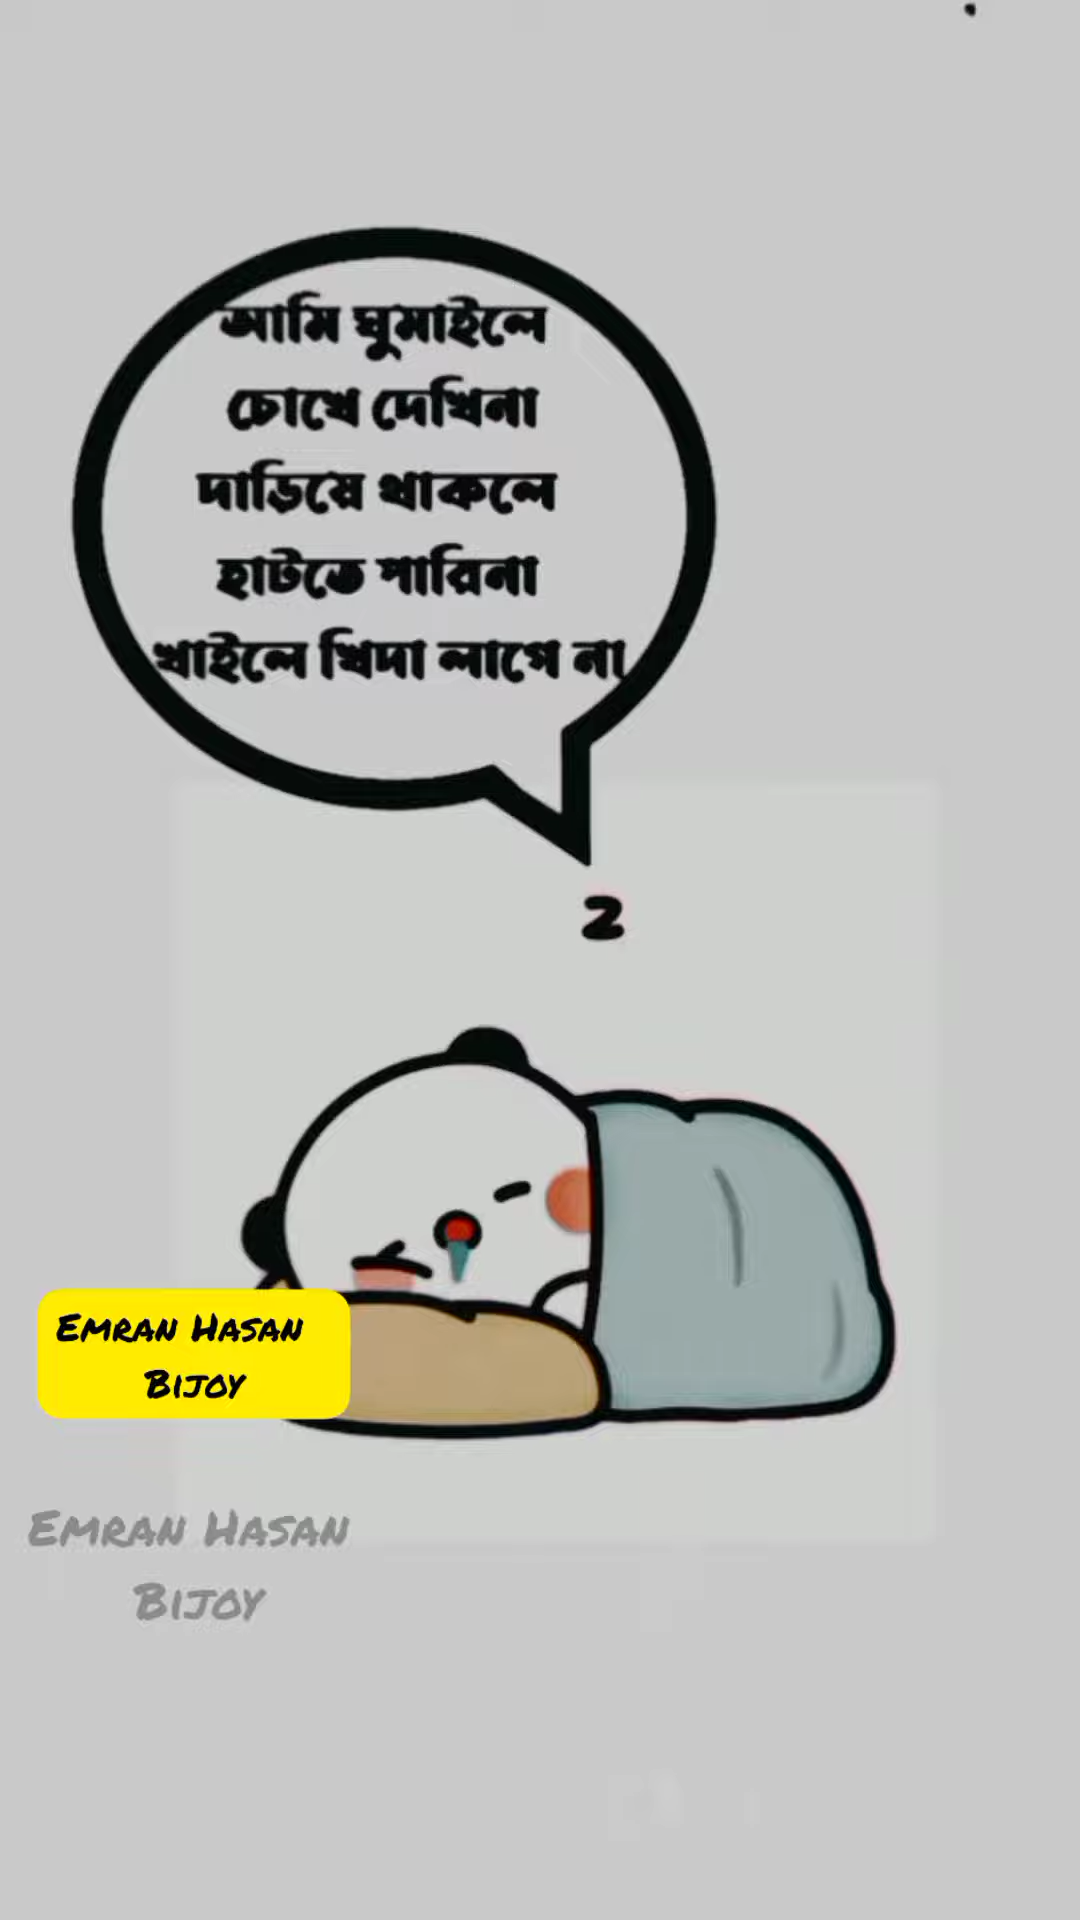 আমি ঘুমাইলে
চোখে দেখিনা
দাড়িয়ে থাকলে
হাটতে পারিনা
খাইলে খিদা লাগে না
z
Emran Hasan
Bijoy
Emran Hasan
Bijoy